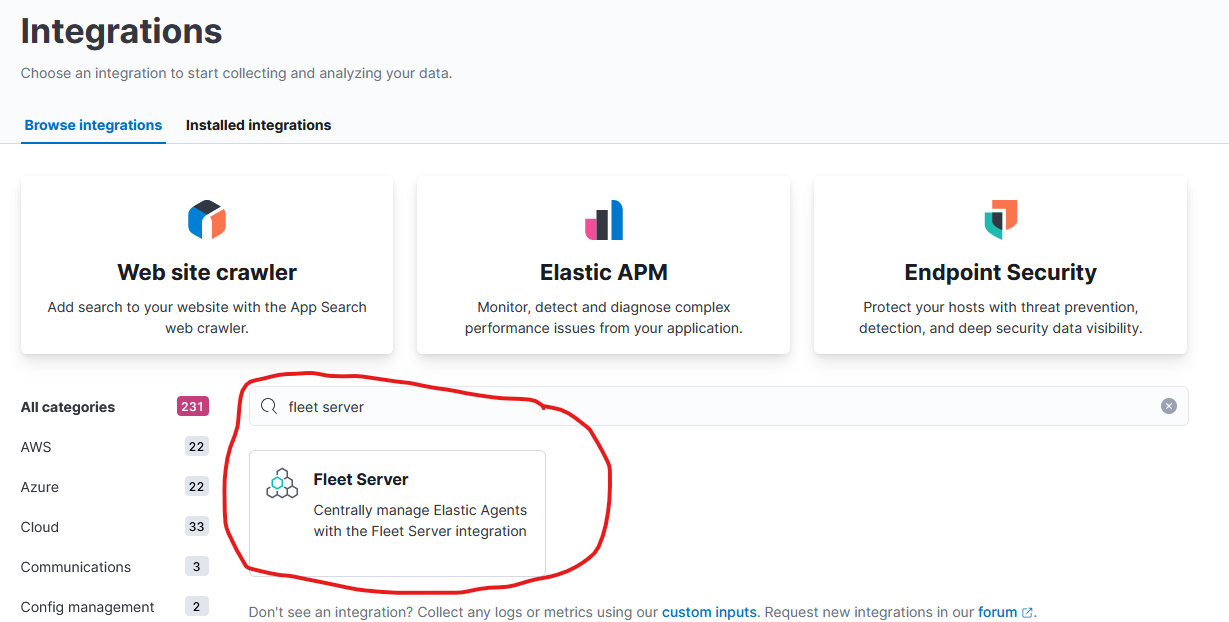 Integrations
Choose an integration to start collecting and analyzing your data.
Browse integrations
Installed integrations
Web site crawler
Add search to your website with the App Search
web crawler.
Elastic APM
Monitor, detect and diagnose complex
performance issues from your application.
Endpoint Security
Protect your hosts with threat prevention,
detection, and deep security data visibility.
All categories 231
AWS 22
Azure 22
Cloud 33
Communications 3
Config management 2
fleet server
Fleet Server
Centrally manage Elastic Agents
with the Fleet Server integration
Don't see an integration? Collect any logs or metrics using our custom inputs. Request new integrations in our forum.